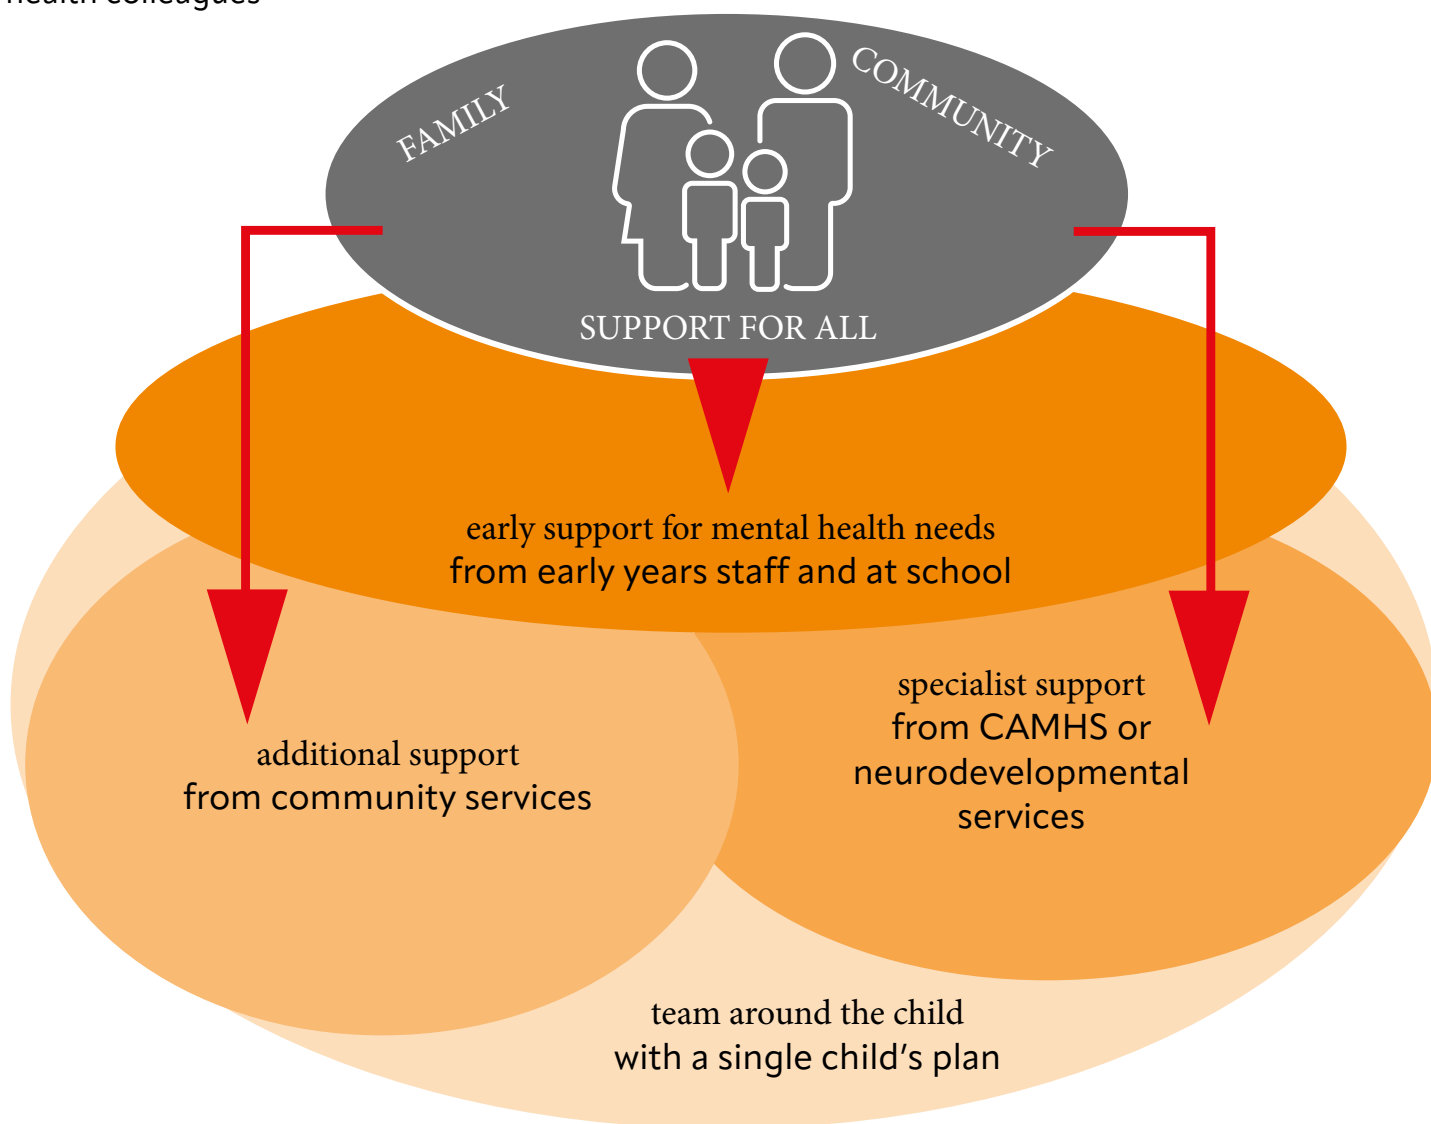 health colleagues
FAMILY
COMMUNITY
SUPPORT FOR ALL
early support for mental health needs
from early years staff and at school
specialist support
from CAMHS or
neurodevelopmental
services
additional support
from community services
team around the child
with a single child’s plan